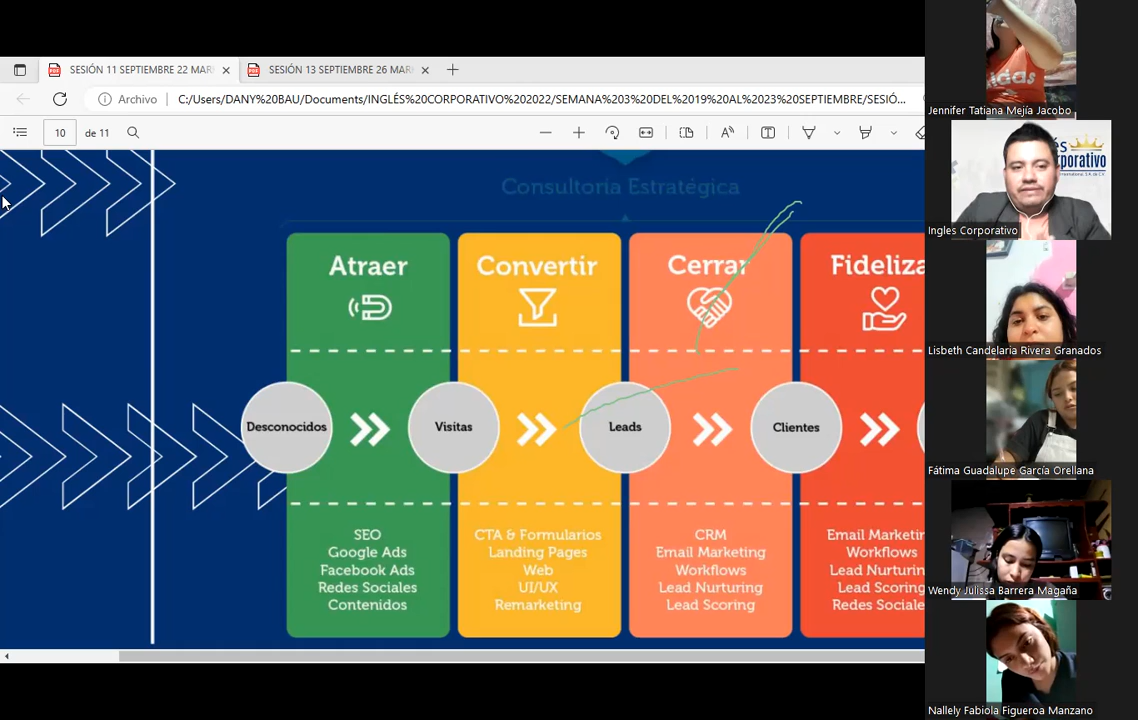 SESIÓN 11 SEPTIEMBRE 22 MAR
SESIÓN 13 SEPTIEMBRE 26 MAR
Archivo
C:/Users/DANY%20BAU/Documents/INGLÉS%20CORPORATIVO%202022/SEMANA%203%20DEL%2019%20AL%2023%20SEPTIEMBRE/SESIÓ...
10 de 11
Consultoría Estratégica
Atraer
Convertir
Cerrar
Fideliza
Desconocidos
Visitas
Leads
Clientes
SEO
Google Ads
Facebook Ads
Redes Sociales
Contenidos
CTA & Formularios
Landing Pages
Web
UI/UX
Remarketing
CRM
Email Marketing
Workflows
Lead Nurturing
Lead Scoring
Email Marketin
Workflows
Lead Nurturin
Lead Scoring
Redes Sociale
adidas
Jennifer Tatiana Mejía Jacobo
és
rporativo
Ingles Corporativo
Lisbeth Candelaria Rivera Granados
Fátima Guadalupe García Orellana
Wendy Julissa Barrera Magaña
Nallely Fabiola Figueroa Manzano